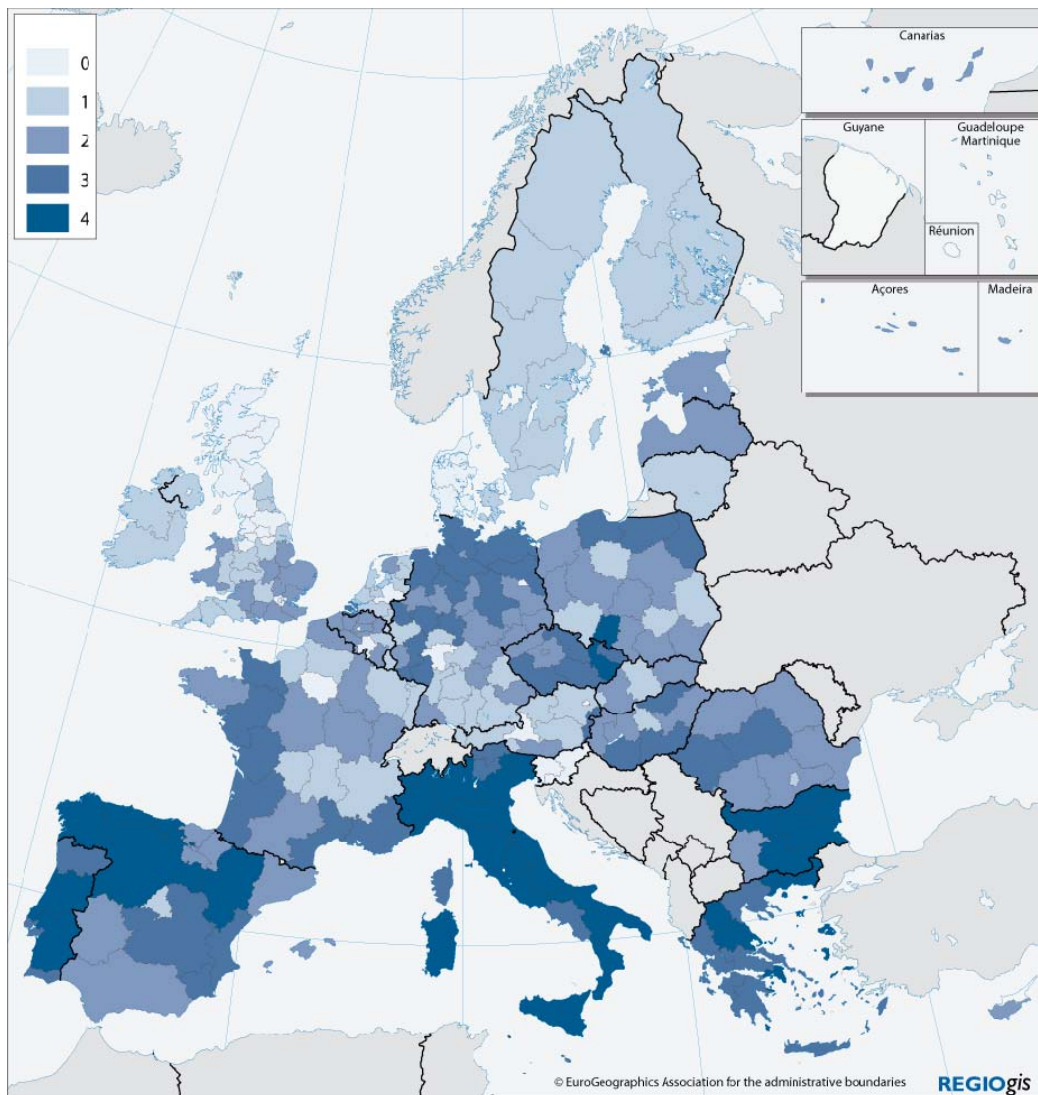 0
1
2
3
4
Canarias
Guyane
Guadeloupe
Martinique
Réunion
Açores
Madeira
© EuroGeographics Association for the administrative boundaries
REGIOgis